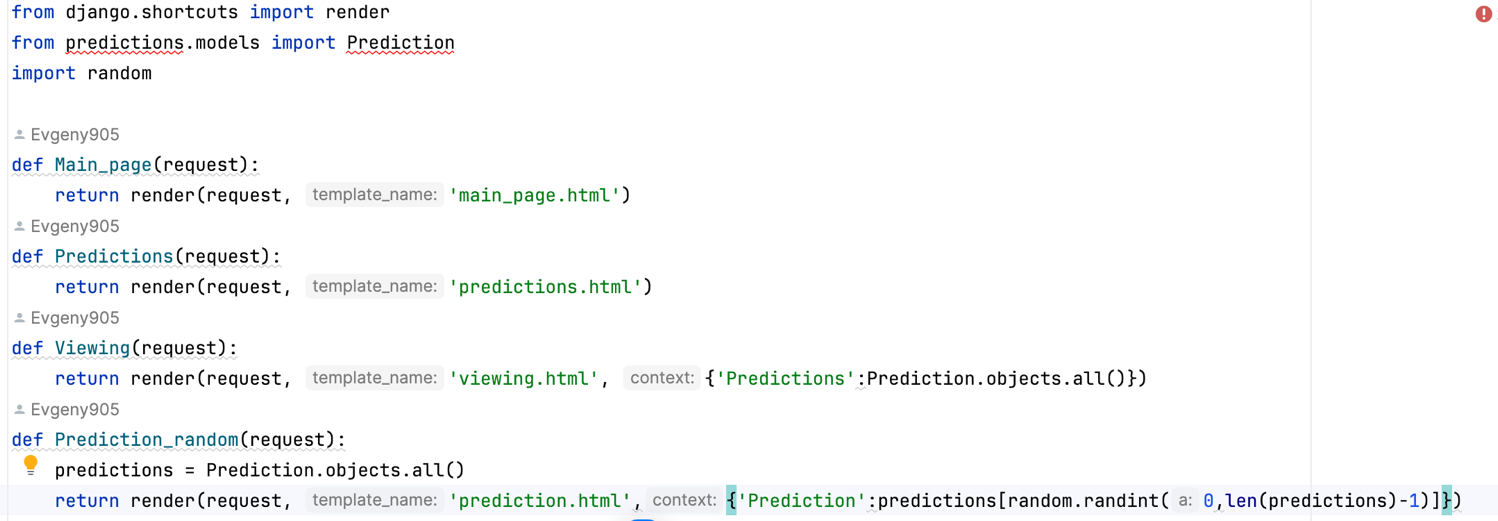 from django.shortcuts import render
from predictions.models import Prediction
import random
Evgeny905
def Main_page(request):
    return render(request, template_name: 'main_page.html')
Evgeny905
def Predictions(request):
    return render(request, template_name: 'predictions.html')
Evgeny905
def Viewing(request):
    return render(request, template_name: 'viewing.html', context: {'Predictions':Prediction.objects.all()})
Evgeny905
def Prediction_random(request):
    predictions = Prediction.objects.all()
    return render(request, template_name: 'prediction.html', context: {'Prediction':predictions[random.randint( a: 0,len(predictions)-1)]})